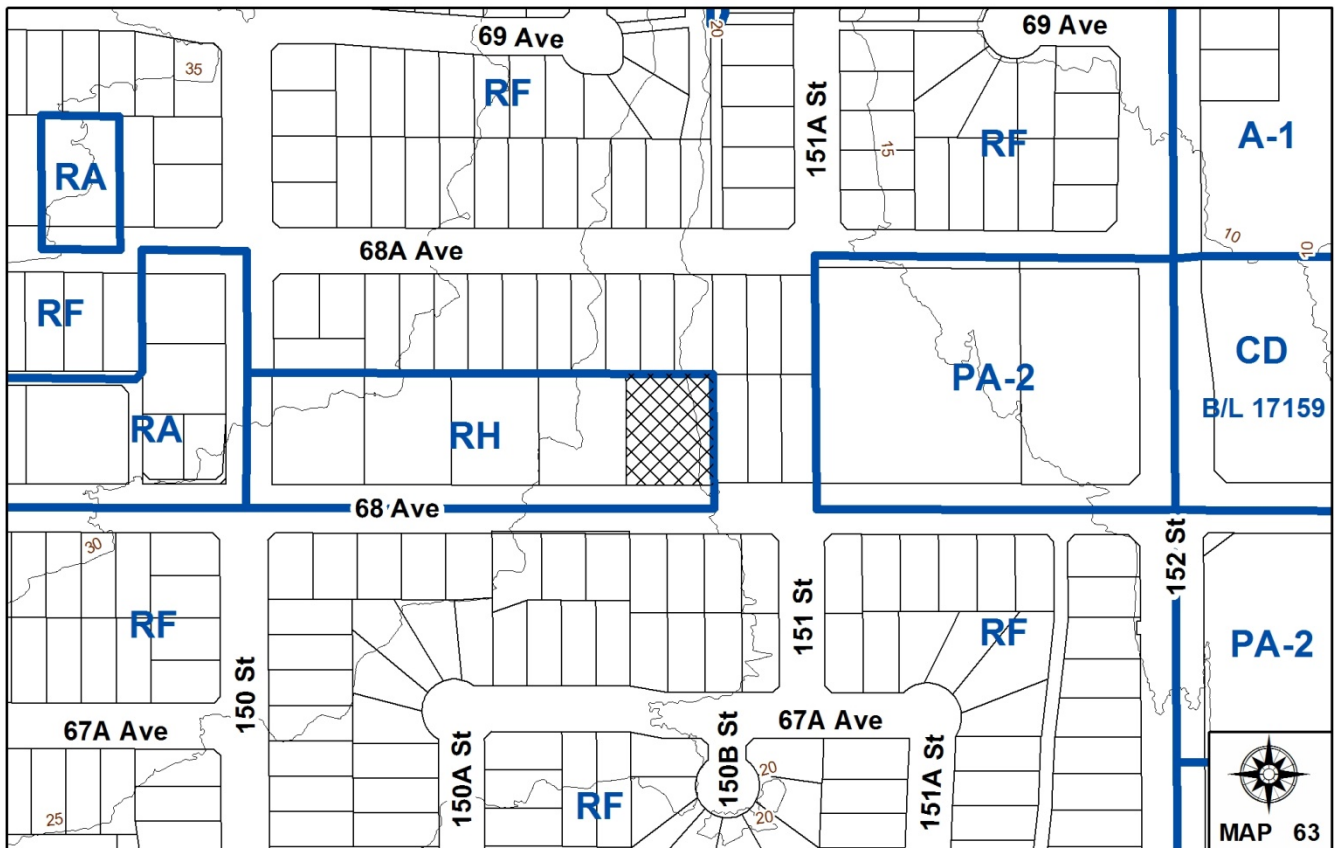 69 Ave
20
69 Ave
35
RF
151A St
15
RF
A-1
RA
68A Ave
10
10
RF
PA-2
CD
B/L 17159
RA
RH
68 Ave
30
152 St
RF
151 St
RF
PA-2
150 St
67A Ave
150A St
150B St
67A Ave
151A St
20
RF
25
20
MAP 63